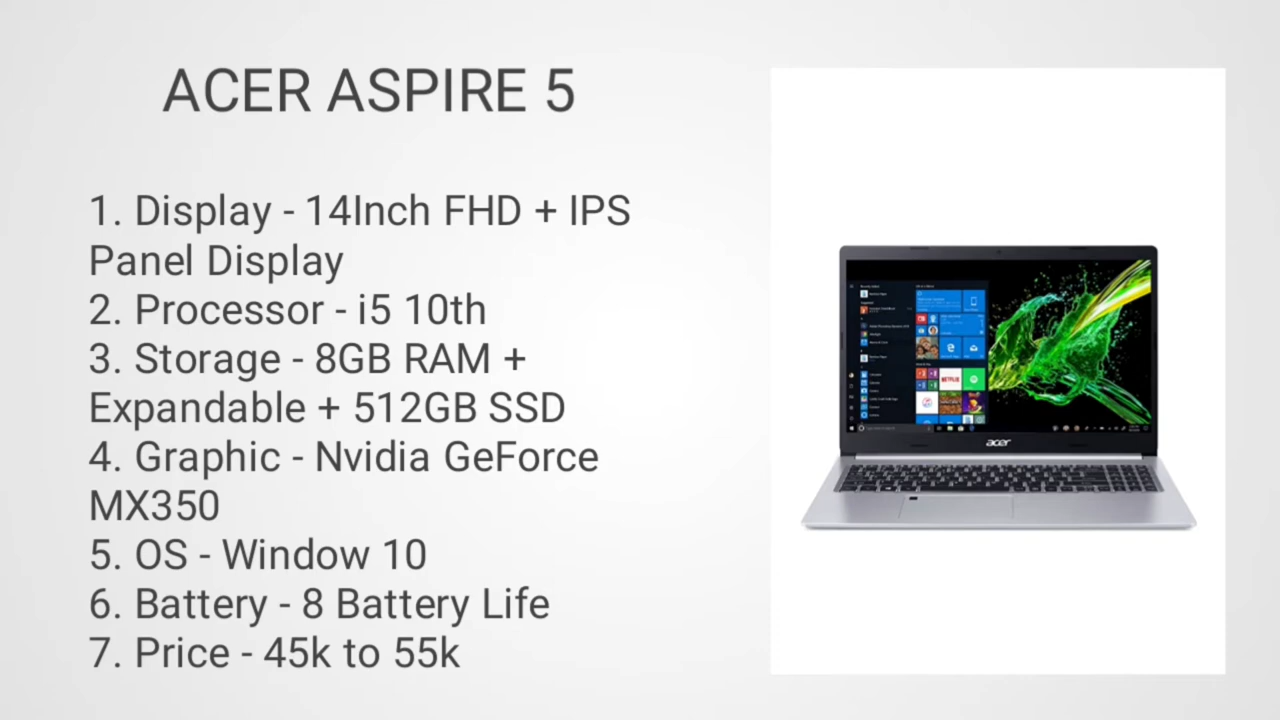 ACER ASPIRE 5
1. Display - 14Inch FHD + IPS
Panel Display
2. Processor - i5 10th
3. Storage - 8GB RAM +
Expandable + 512GB SSD
4. Graphic - Nvidia GeForce
MX350
5. OS - Window 10
6. Battery - 8 Battery Life
7. Price - 45k to 55k
NETFLIX
acer